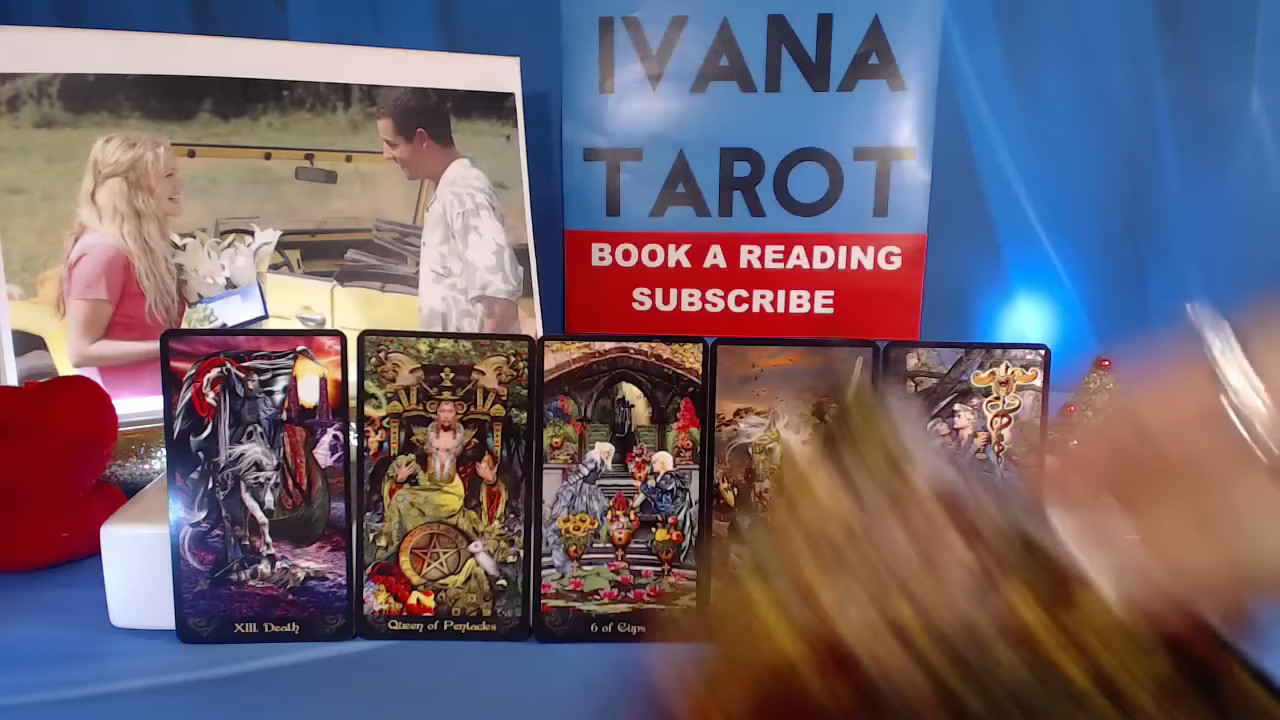 IVANA
TAROT
BOOK A READING
SUBSCRIBE
XIII. Death
Queen of Pentacles
6 of Cups